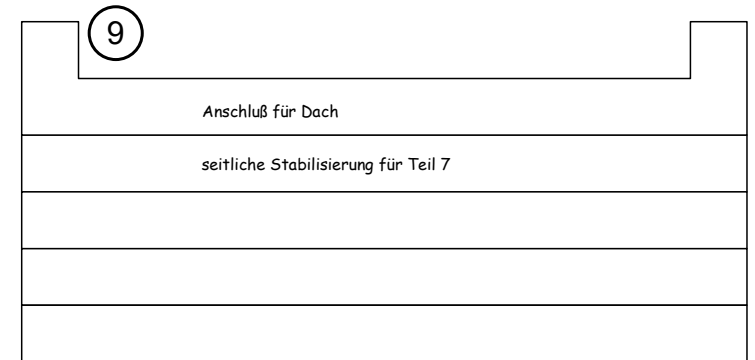 9
Anschluß für Dach
seitliche Stabilisierung für Teil 7